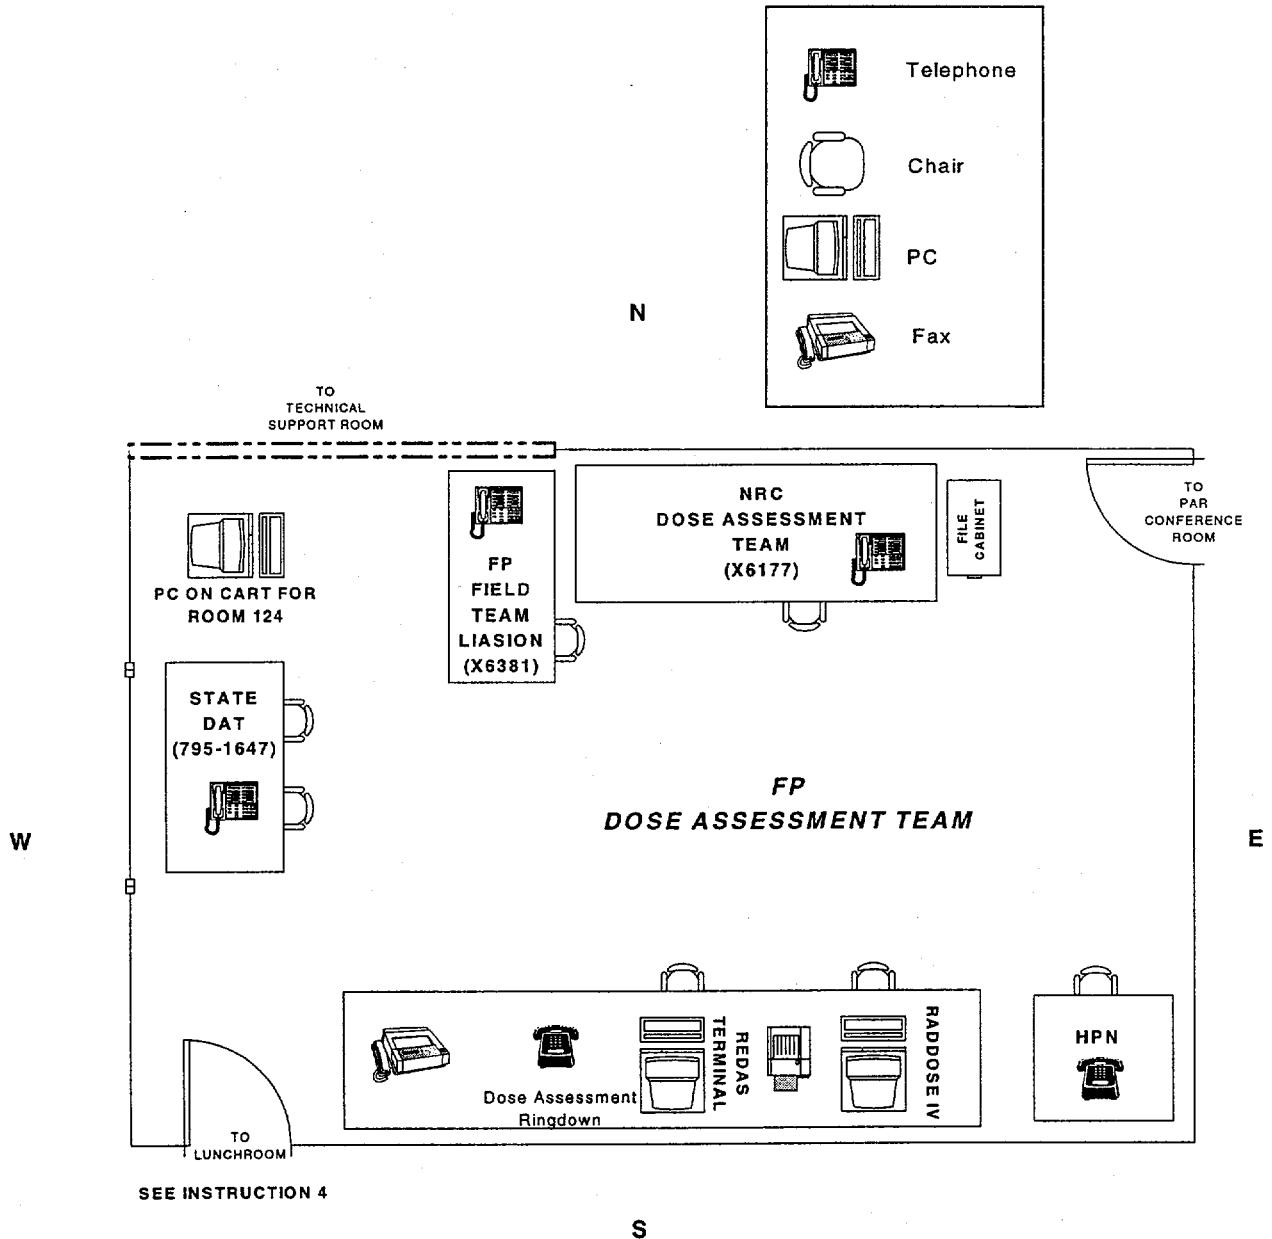 Telephone
Chair
PC
Fax
N
TO
TECHNICAL
SUPPORT ROOM
NRC
DOSE ASSESSMENT
TEAM
(X6177)
FILE
CABINET
TO
PAR
CONFERENCE
ROOM
FP
FIELD
TEAM
LIASION
(X6381)
PC ON CART FOR
ROOM 124
STATE
DAT
(795-1647)
FP
DOSE ASSESSMENT TEAM
W
E
Dose Assessment
Ringdown
REDAS
TERMINAL
RADDOSE IV
HPN
TO
LUNCHROOM
SEE INSTRUCTION 4
S